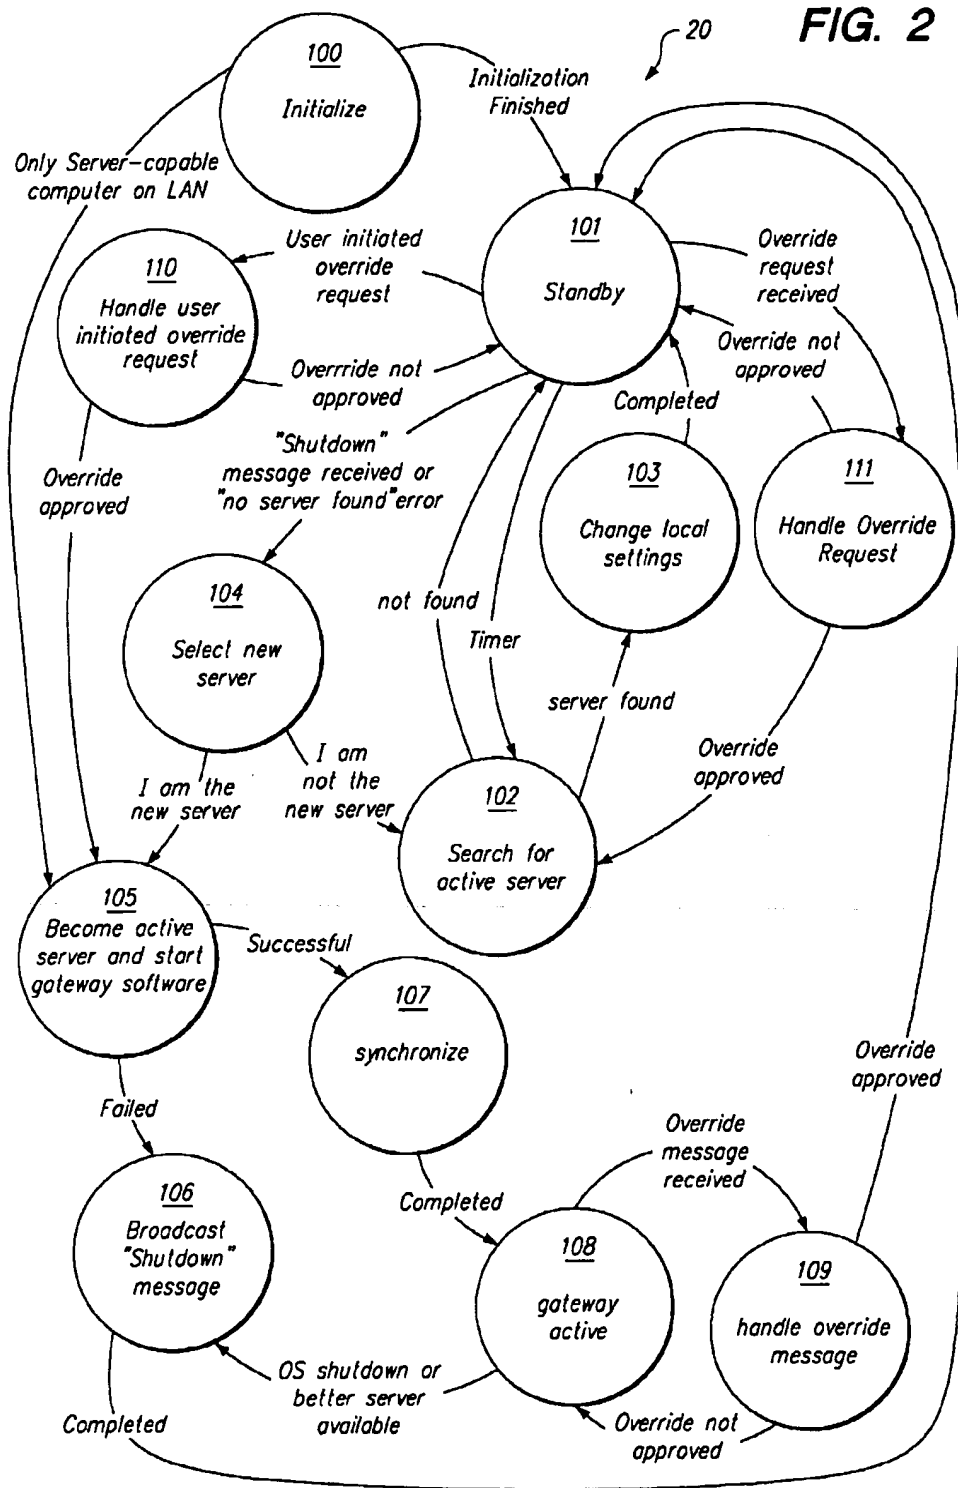 FIG. 2
20
100
Initialize
Initialization
Finished
Only Server-capable
computer on LAN
101
Standby
User initiated
override
request
110
Handle user
initiated override
request
Override
request
received
Overrride not
approved
Override not
approved
Completed
"Shutdown"
message received or
"no server found"error
Override
approved
103
Change local
settings
111
Handle Override
Request
104
Select new
server
not found
Timer
server found
I am the
new server
I am
not the
new server
Override
approved
102
Search for
active server
105
Become active
server and start
gateway software
Successful
107
synchronize
Override
approved
Failed
Override
message
received
106
Broadcast
"Shutdown"
message
Completed
108
gateway
active
109
handle override
message
OS shutdown or
better server
available
Completed
Override not
approved